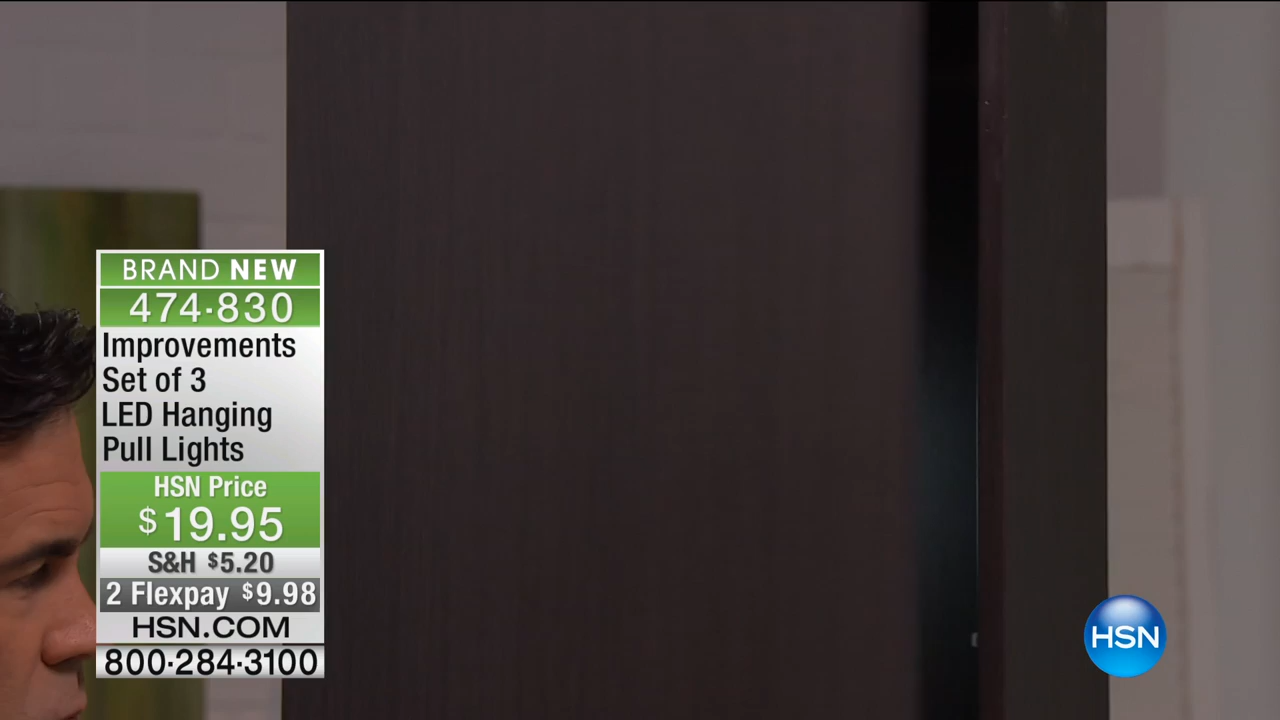 BRAND NEW
474·830
Improvements
Set of 3
LED Hanging
Pull Lights
HSN Price
$19.95
S&H $5.20
2 Flexpay $9.98
HSN.COM
800·284·3100
HSN